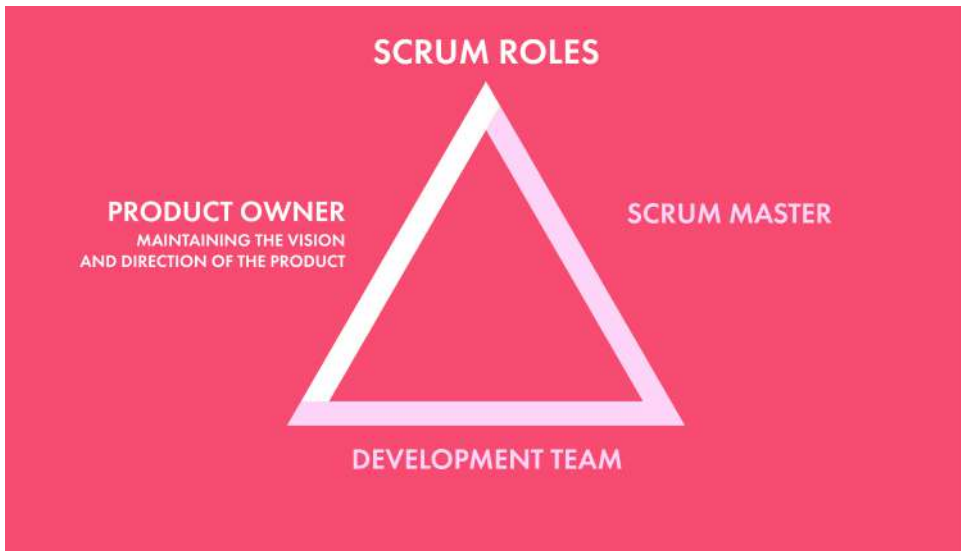 SCRUM ROLES
PRODUCT OWNER
MAINTAINING THE VISION
AND DIRECTION OF THE PRODUCT
SCRUM MASTER
DEVELOPMENT TEAM